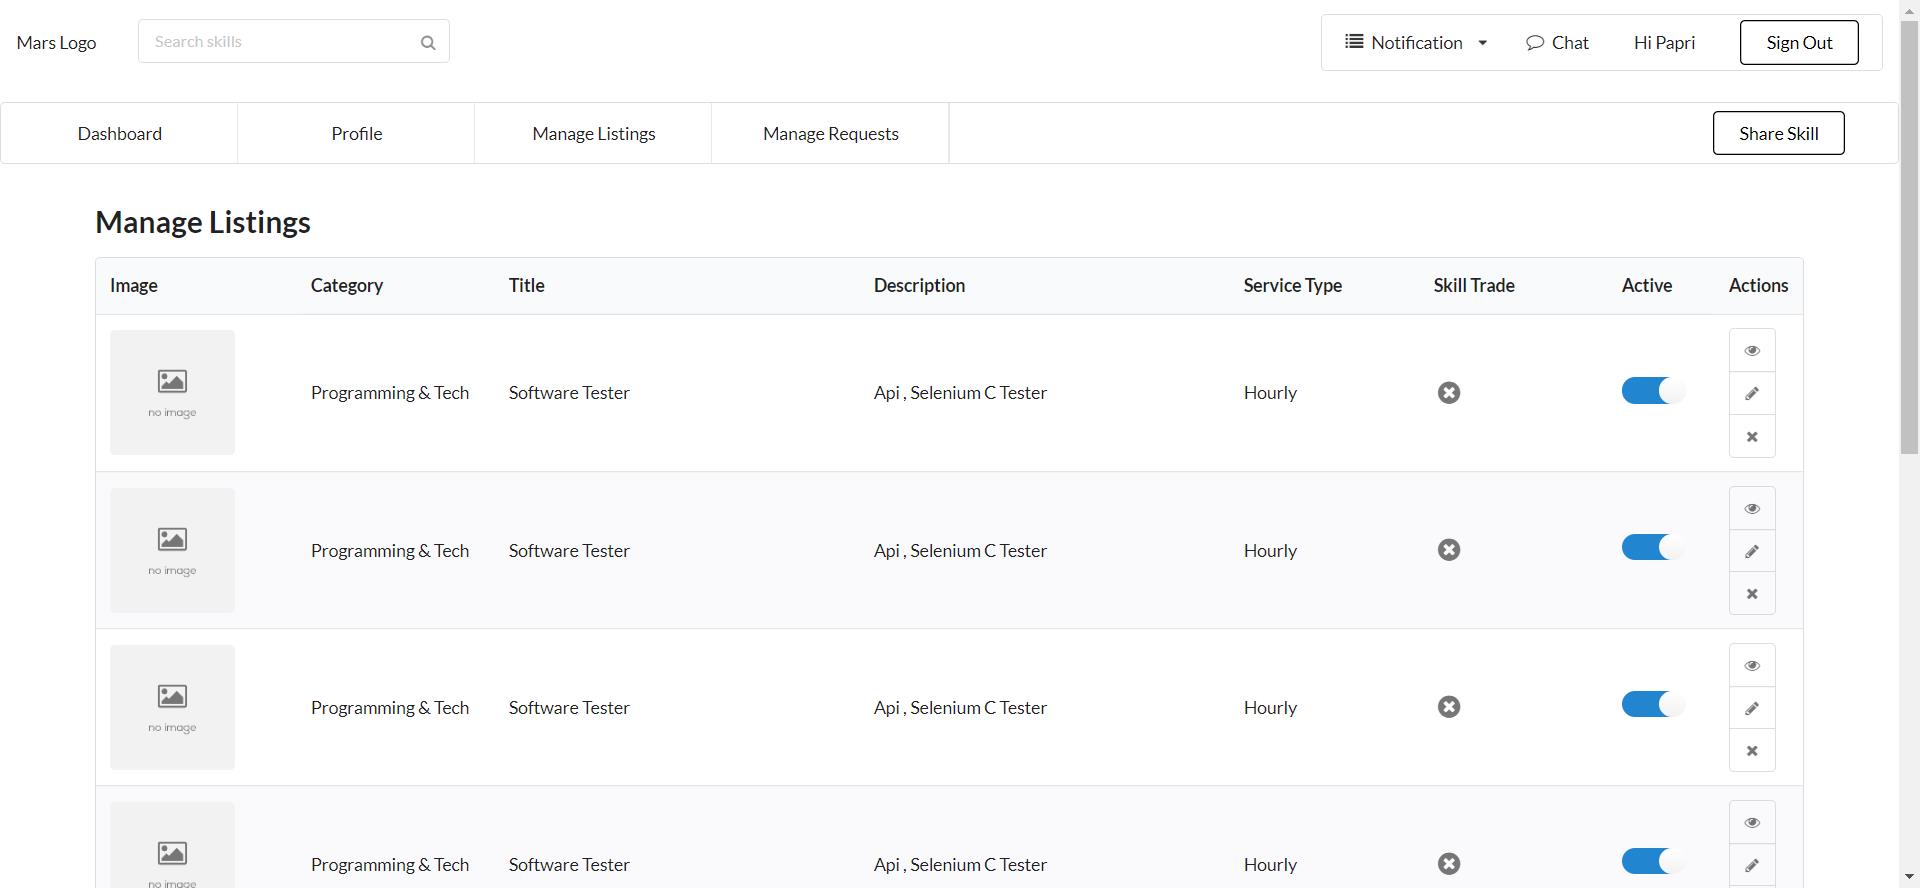 Mars Logo
Search skills
Notification
Chat
Hi Papri
Sign Out
Dashboard
Profile
Manage Listings
Manage Requests
Share Skill
Manage Listings
Image Category Title Description Service Type Skill Trade Active Actions
no image
Programming & Tech Software Tester Api , Selenium C Tester Hourly
no image
Programming & Tech Software Tester Api , Selenium C Tester Hourly
no image
Programming & Tech Software Tester Api , Selenium C Tester Hourly
no image
Programming & Tech Software Tester Api , Selenium C Tester Hourly